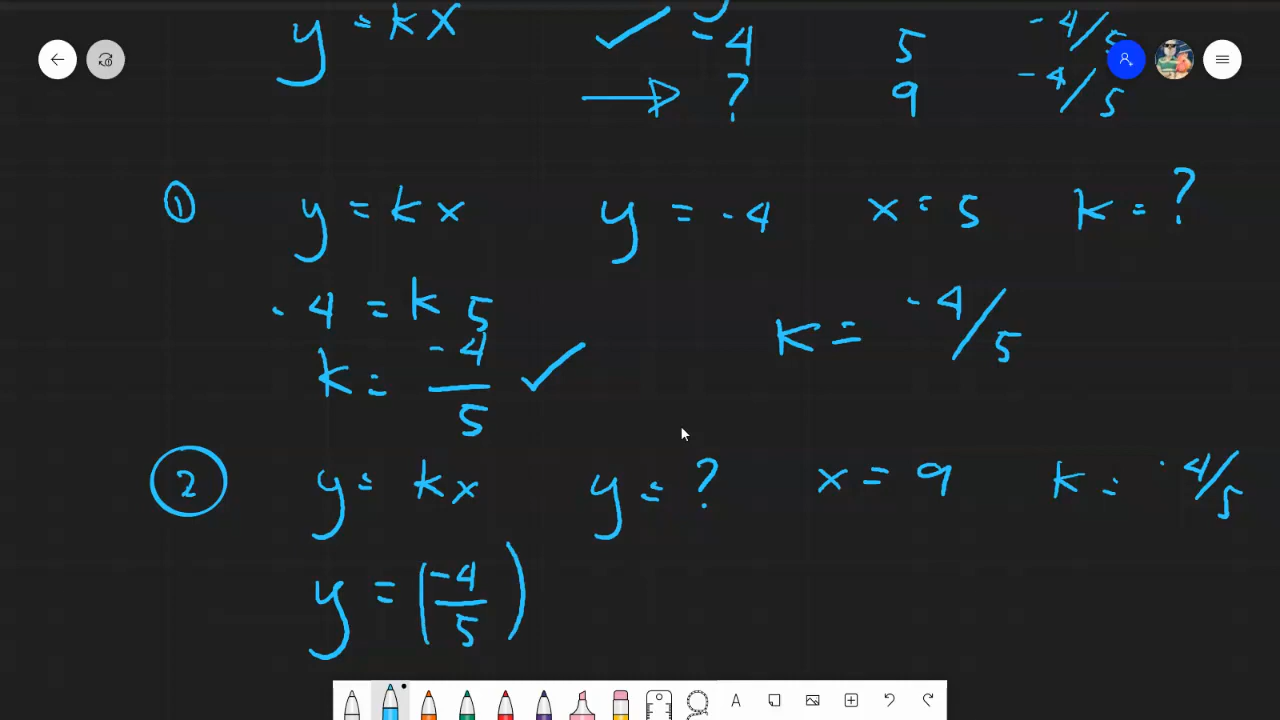 y = kx ✓ -4 5 -4/5
→ ? 9 -4/5
① y = kx y = -4 x = 5 k = ?
-4 = k 5
k = -4/5 ✓ k = -4/5
② y = kx y = ? x = 9 k = -4/5
y = (-4/5)
A